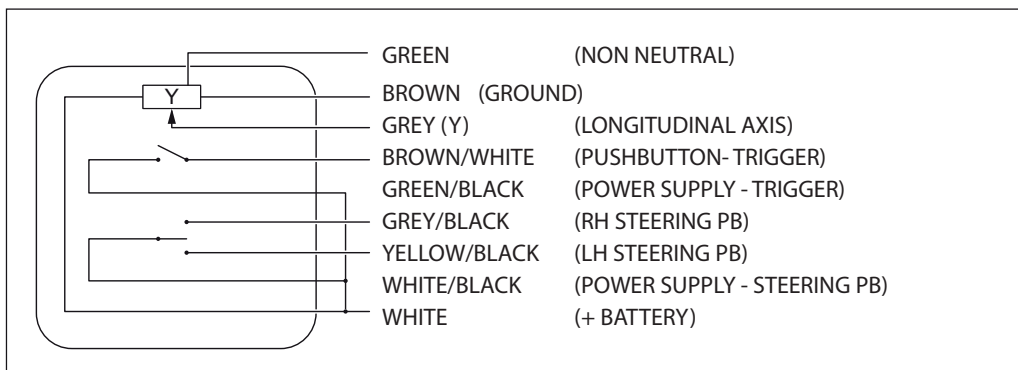 GREEN (NON NEUTRAL)
Y BROWN (GROUND)
GREY (Y) (LONGITUDINAL AXIS)
BROWN/WHITE (PUSHBUTTON- TRIGGER)
GREEN/BLACK (POWER SUPPLY - TRIGGER)
GREY/BLACK (RH STEERING PB)
YELLOW/BLACK (LH STEERING PB)
WHITE/BLACK (POWER SUPPLY - STEERING PB)
WHITE (+ BATTERY)